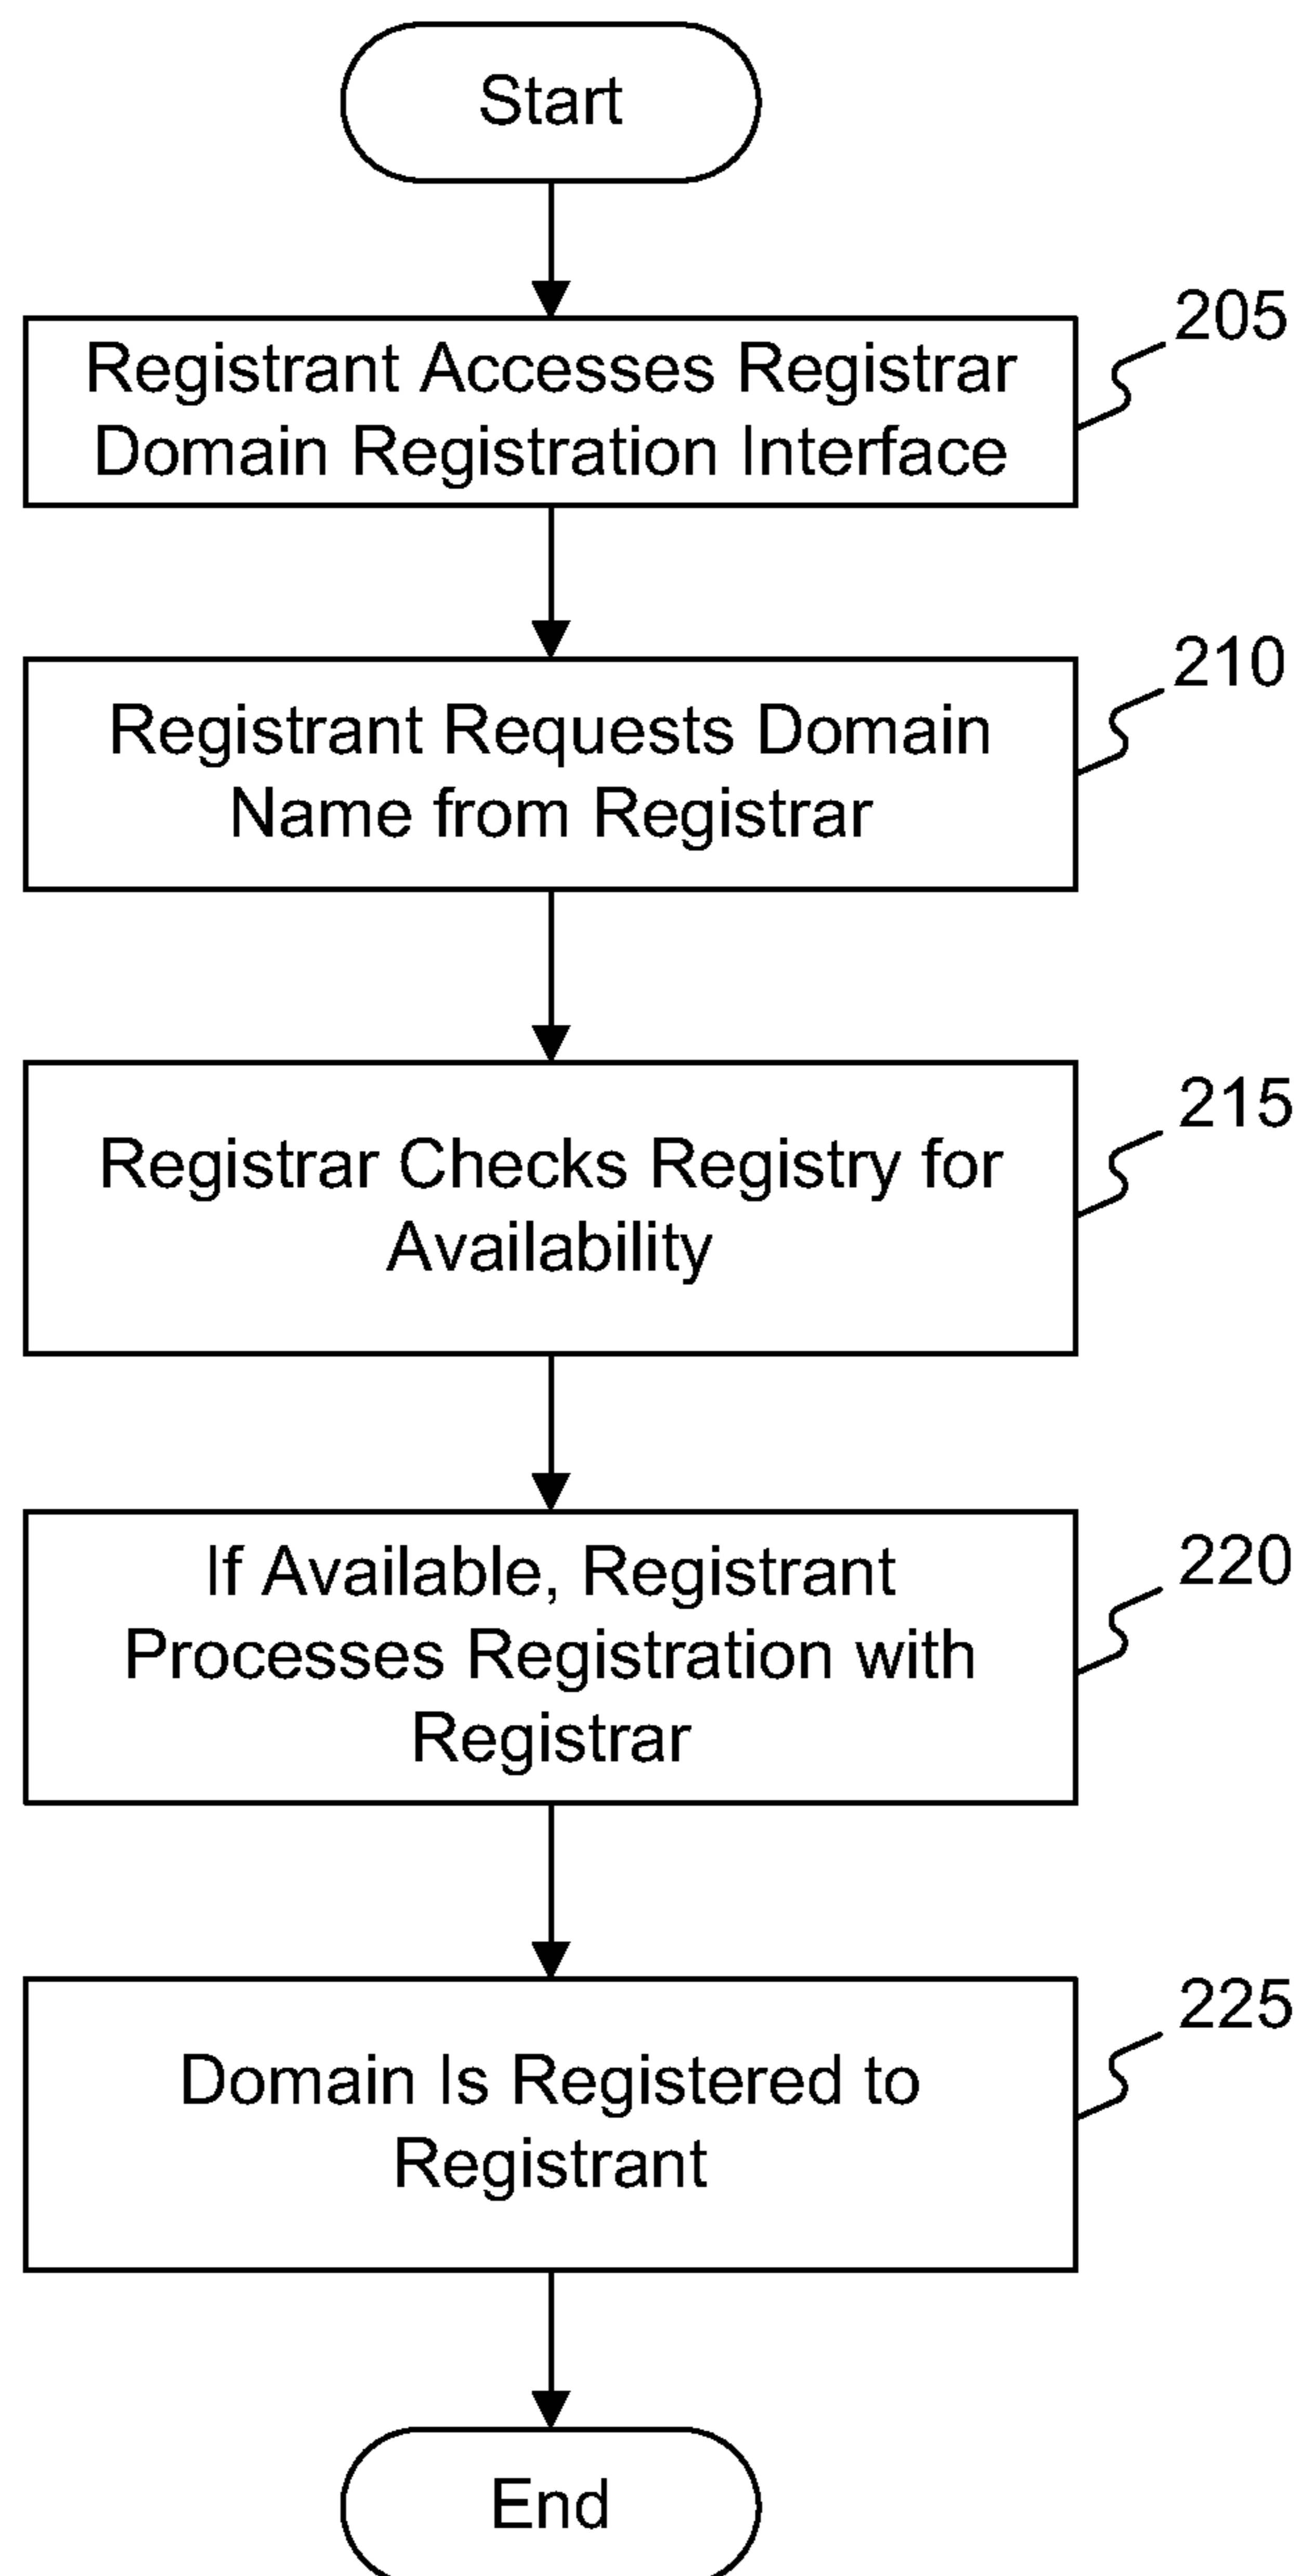 Start
205
Registrant Accesses Registrar
Domain Registration Interface
210
Registrant Requests Domain
Name from Registrar
215
Registrar Checks Registry for
Availability
220
If Available, Registrant
Processes Registration with
Registrar
225
Domain Is Registered to
Registrant
End